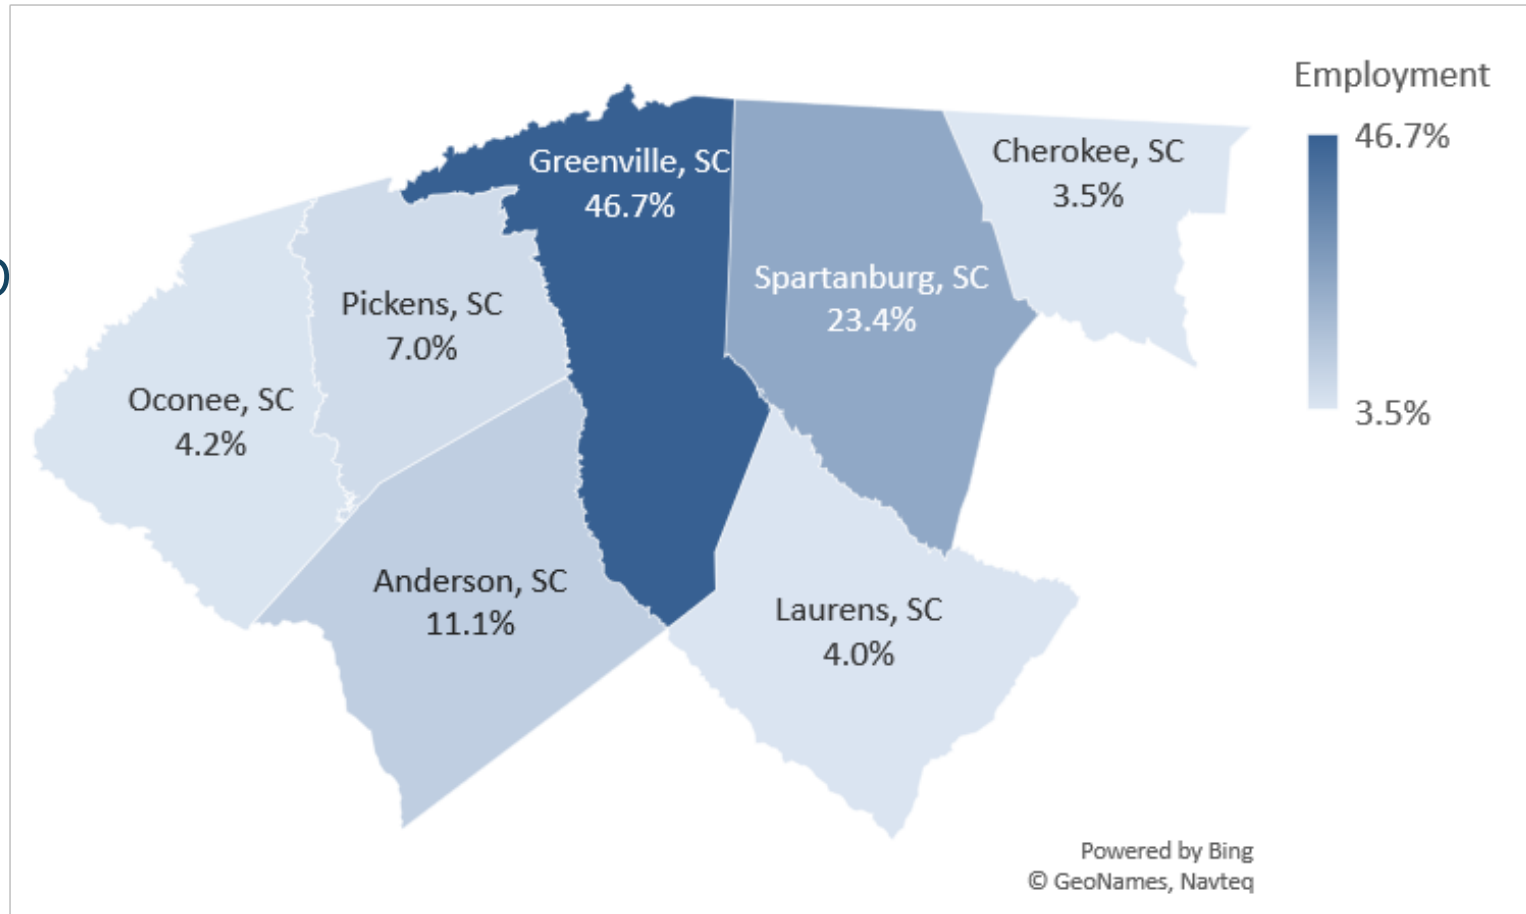 Employment
46.7%
3.5%
Greenville, SC
46.7%
Cherokee, SC
3.5%
Spartanburg, SC
23.4%
Pickens, SC
7.0%
Oconee, SC
4.2%
Anderson, SC
11.1%
Laurens, SC
4.0%
Powered by Bing
© GeoNames, Navteq